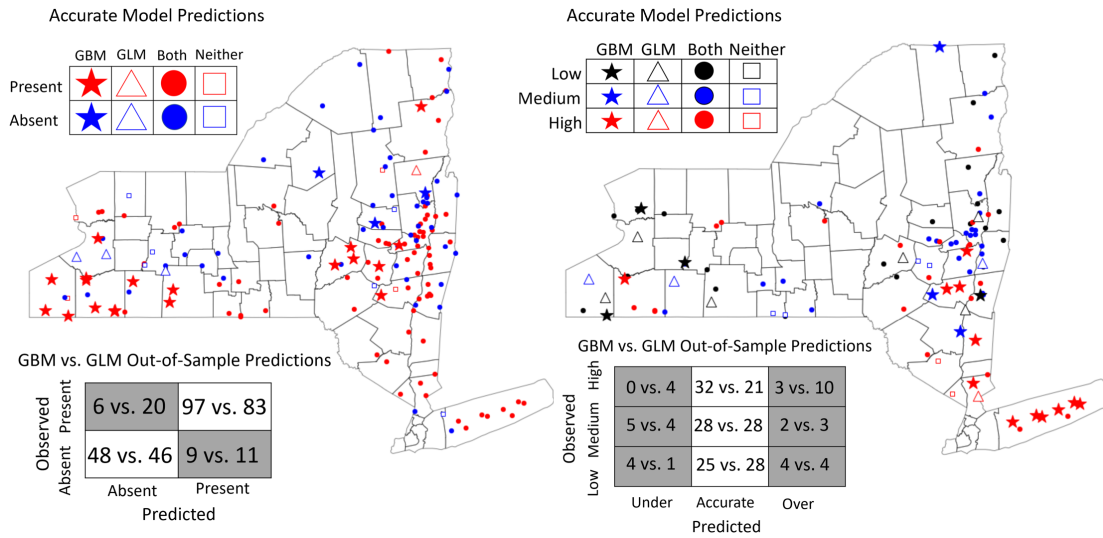 Accurate Model Predictions
GBM GLM Both Neither
Present
Absent
GBM vs. GLM Out-of-Sample Predictions
Observed
Present
6 vs. 20 97 vs. 83
Absent
48 vs. 46 9 vs. 11
Absent Present
Predicted
Accurate Model Predictions
GBM GLM Both Neither
Low
Medium
High
GBM vs. GLM Out-of-Sample Predictions
Observed
High
0 vs. 4 32 vs. 21 3 vs. 10
Medium
5 vs. 4 28 vs. 28 2 vs. 3
Low
4 vs. 1 25 vs. 28 4 vs. 4
Under Accurate Over
Predicted